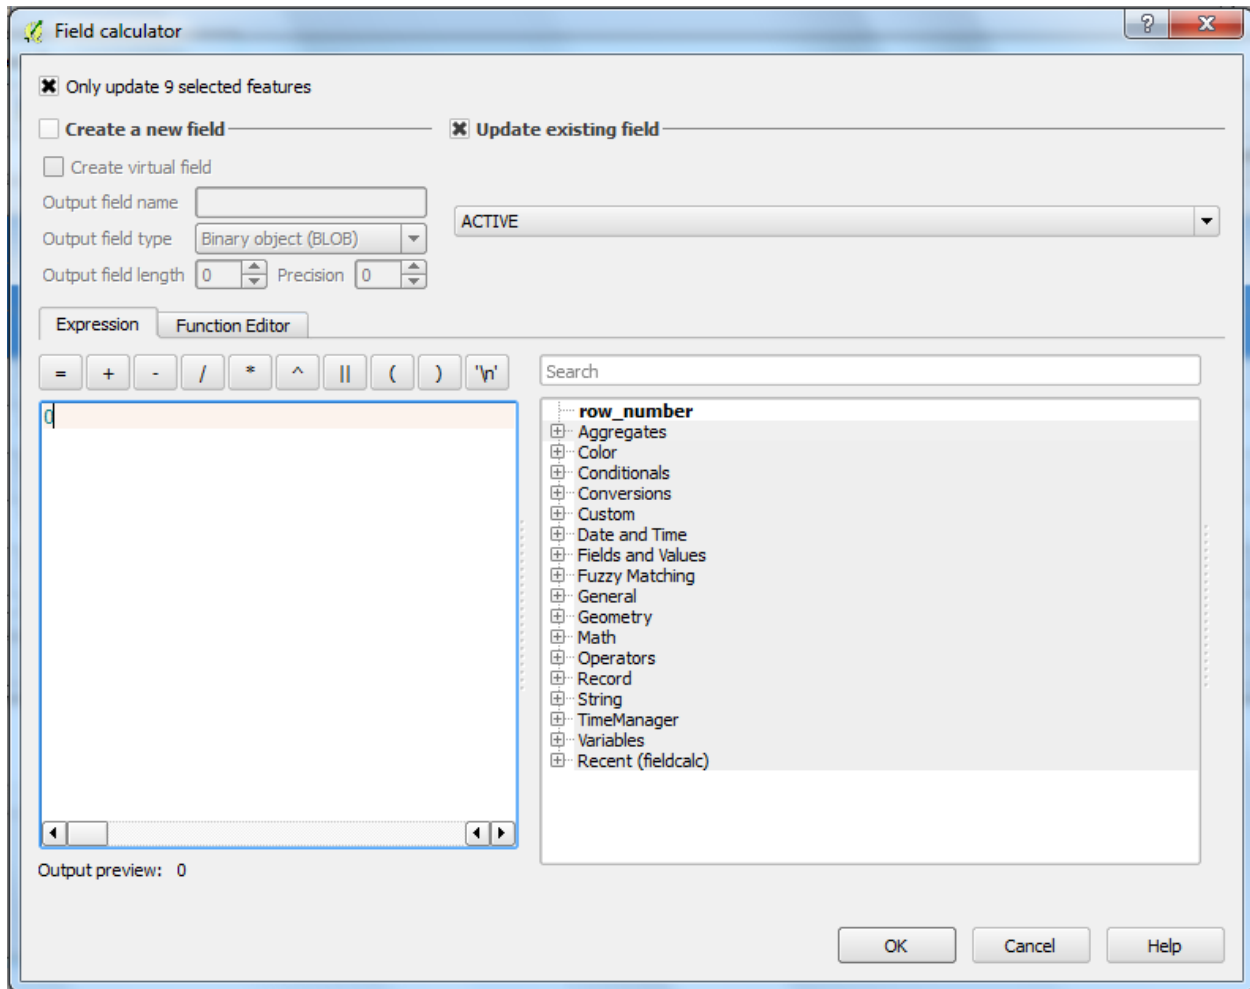 Field calculator
Only update 9 selected features
Create a new field
Update existing field
Create virtual field
Output field name
ACTIVE
Output field type Binary object (BLOB)
Output field length 0 Precision 0
Expression Function Editor
= + - / * ^ || ( ) '\n'
Search
0
row_number
Aggregates
Color
Conditionals
Conversions
Custom
Date and Time
Fields and Values
Fuzzy Matching
General
Geometry
Math
Operators
Record
String
TimeManager
Variables
Recent (fieldcalc)
Output preview: 0
OK Cancel Help